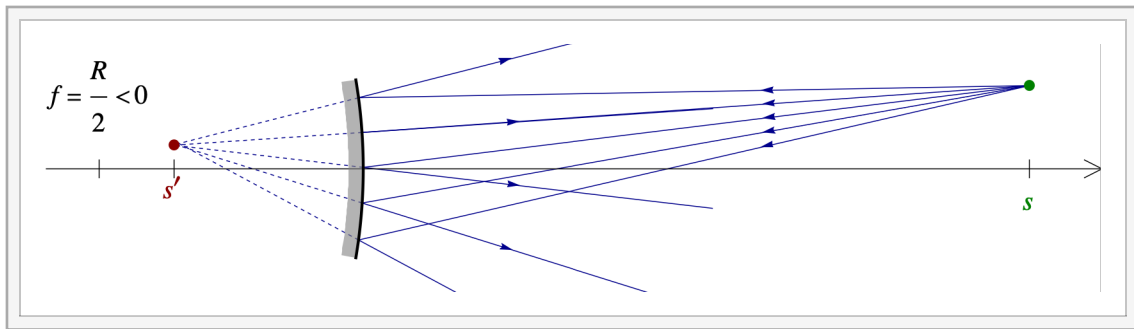 f = R/2 < 0
s′
s